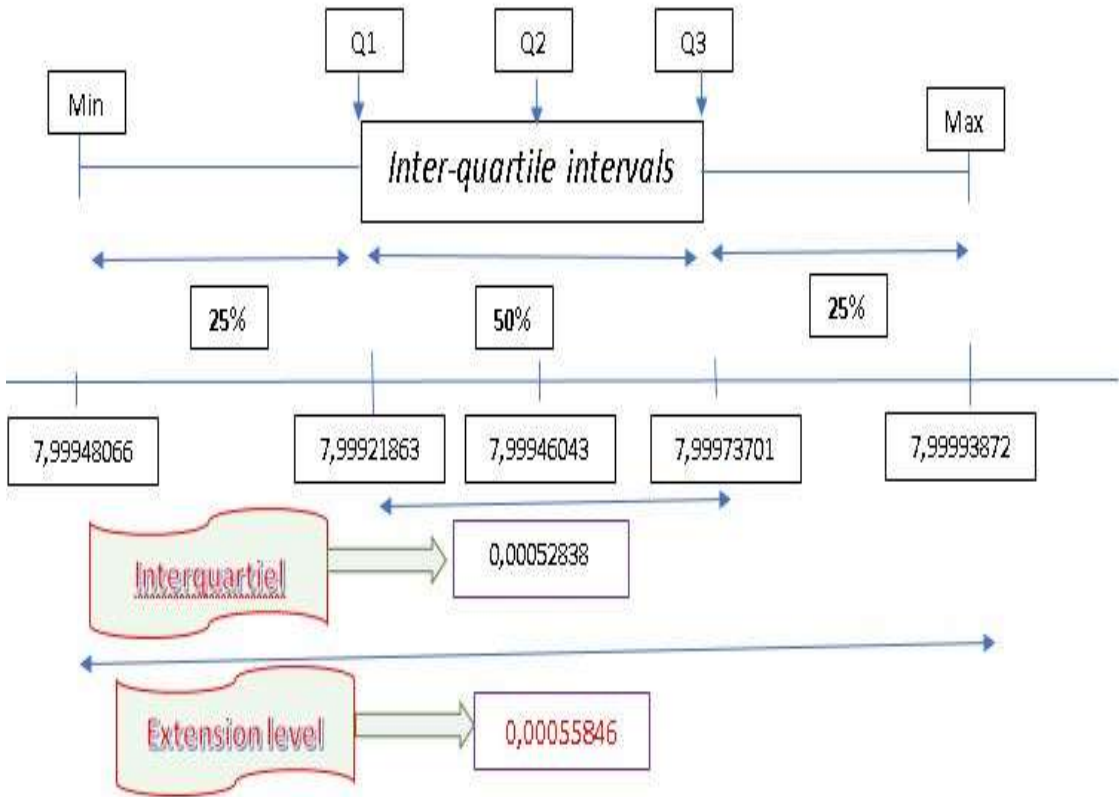 Q1
Q2
Q3
Min
Max
Inter-quartile intervals
25%
50%
25%
7,99948066
7,99921863
7,99946043
7,99973701
7,99993872
Interquartiel
0,00052838
Extension level
0,00055846